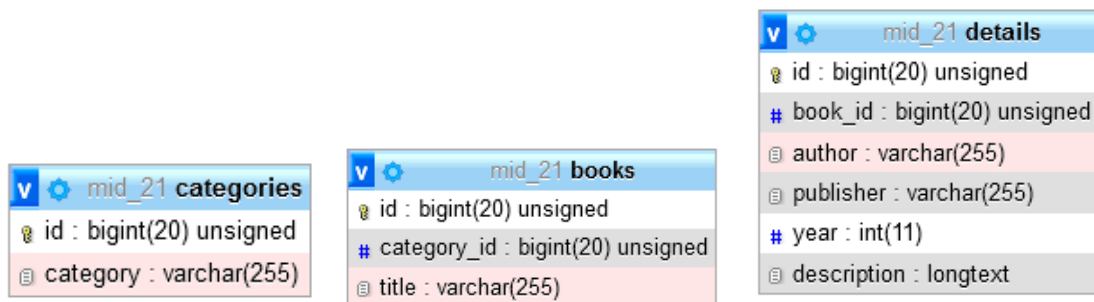 mid_21 categories
id : bigint(20) unsigned
category : varchar(255)
mid_21 books
id : bigint(20) unsigned
# category_id : bigint(20) unsigned
title : varchar(255)
mid_21 details
id : bigint(20) unsigned
# book_id : bigint(20) unsigned
author : varchar(255)
publisher : varchar(255)
# year : int(11)
description : longtext